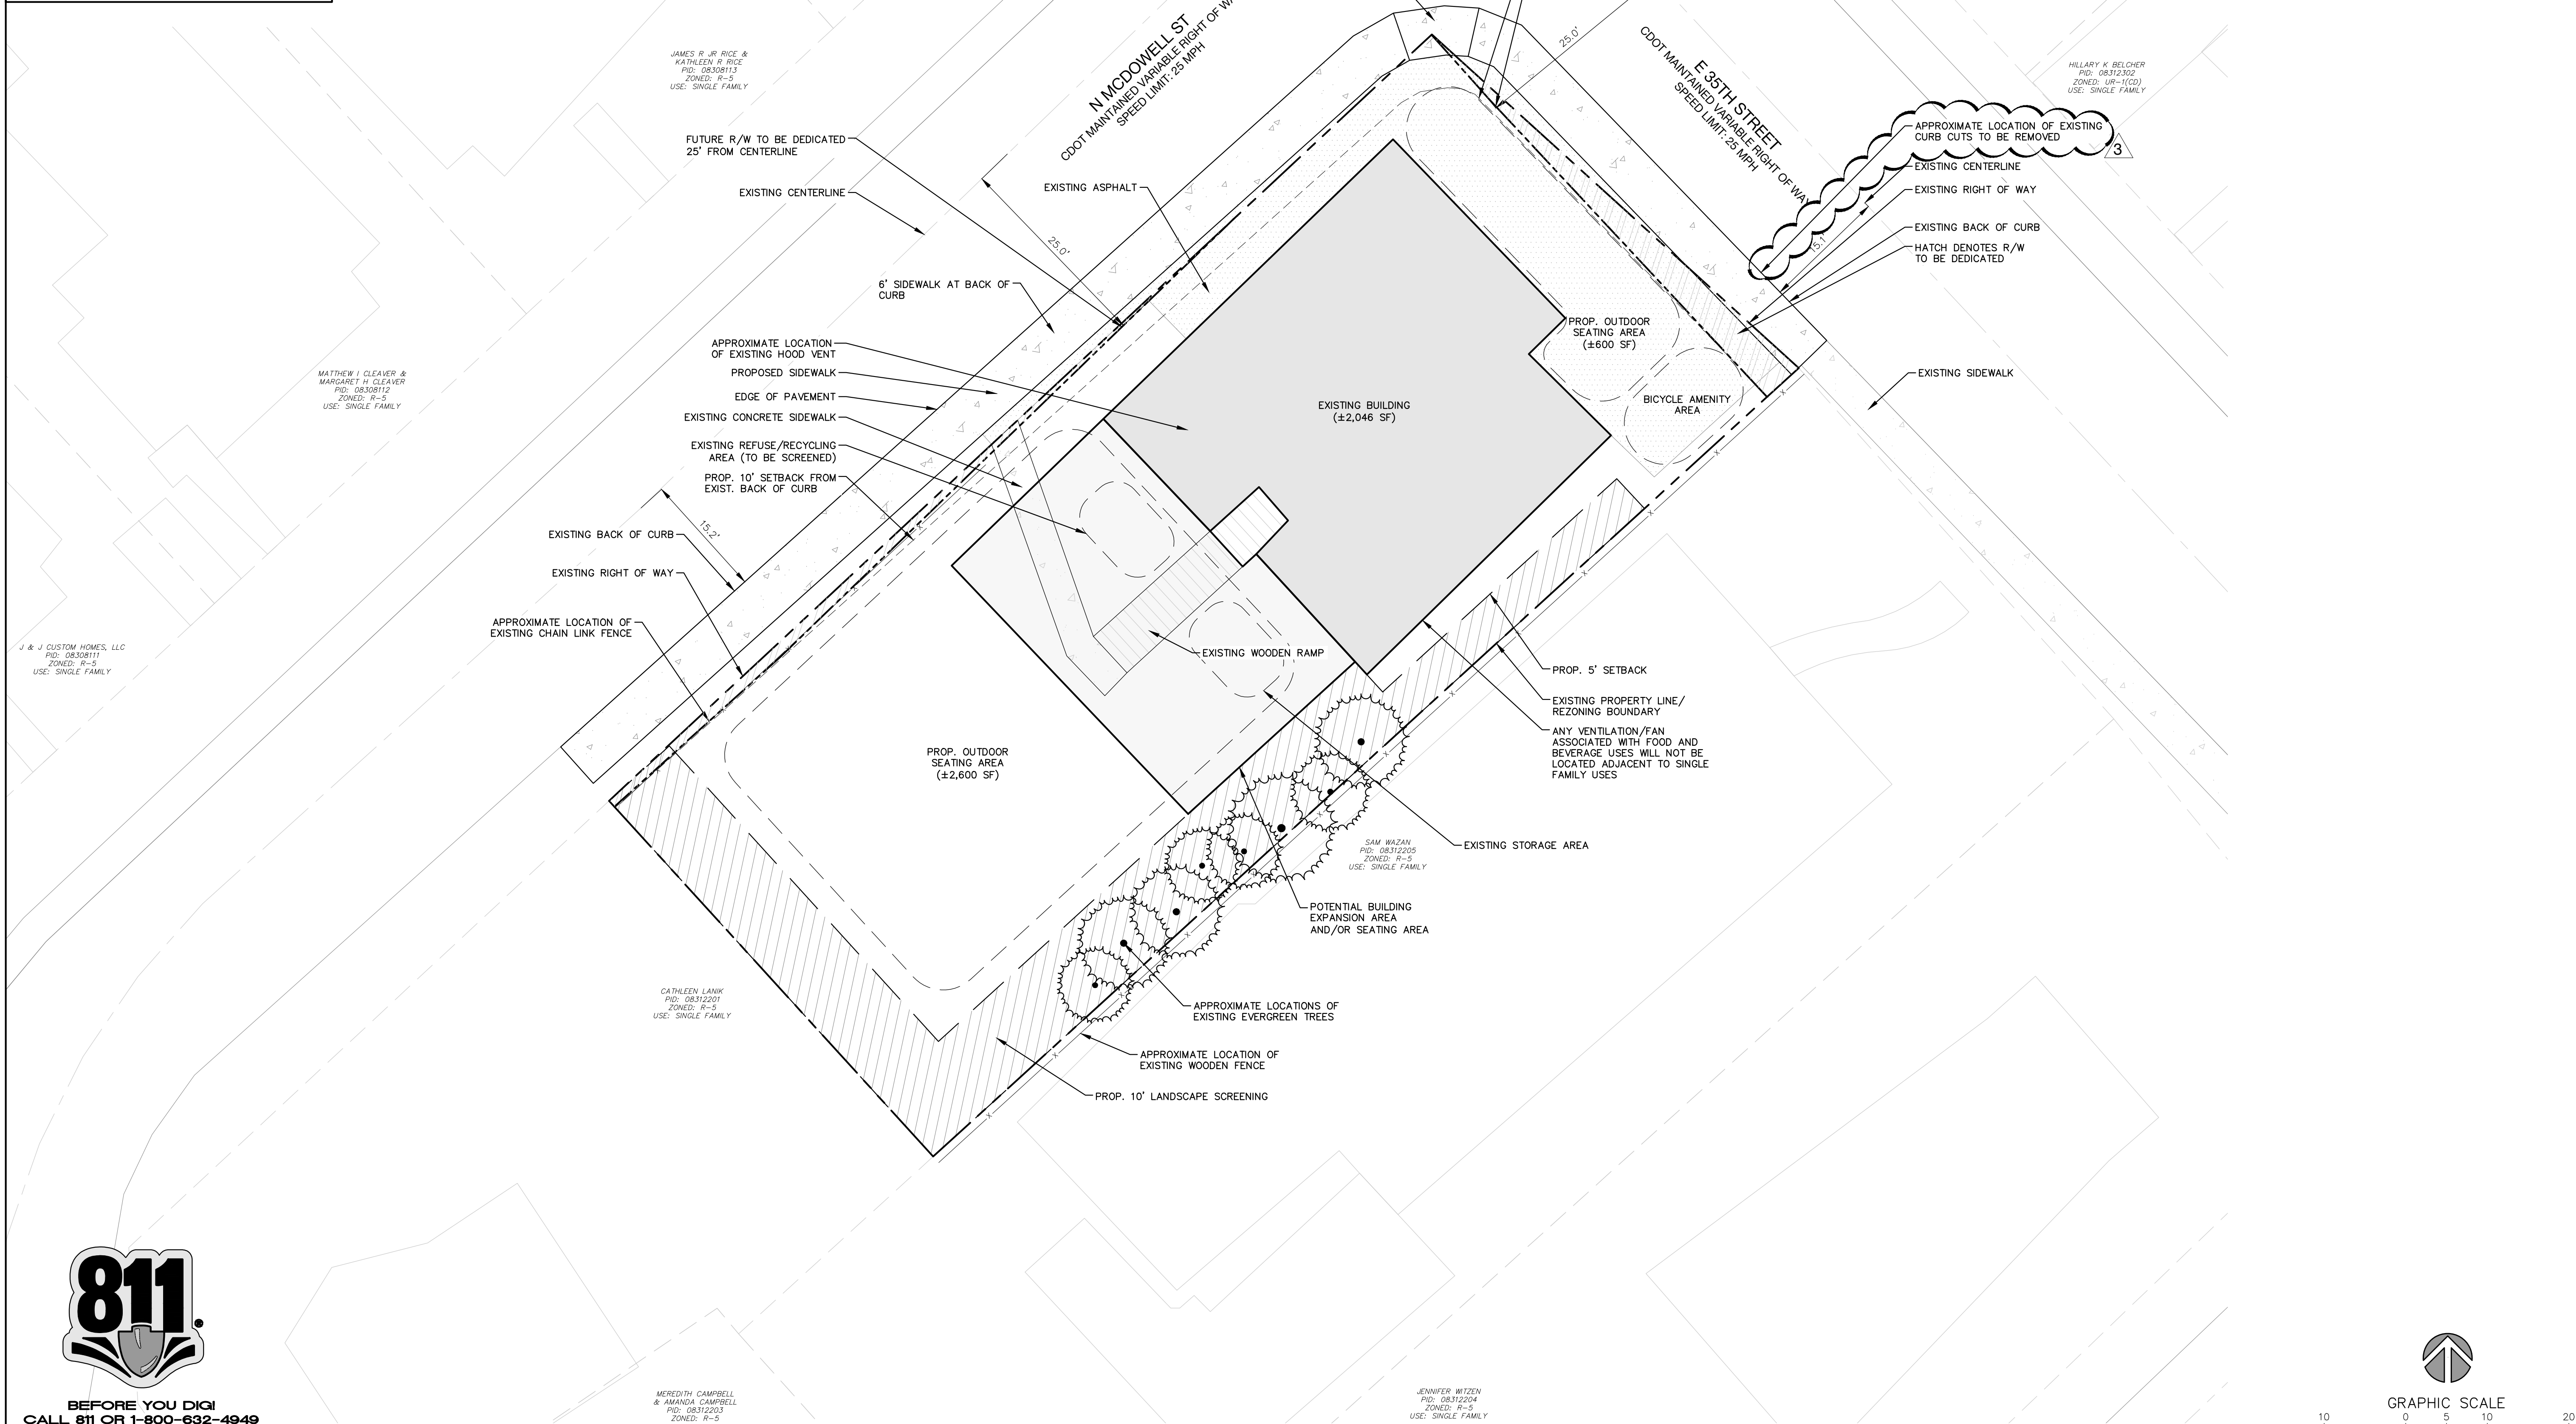 JAMES R JR RICE &
KATHLEEN R RICE
PID: 08308113
ZONED: R-5
USE: SINGLE FAMILY
N MCDOWELL ST
CDOT MAINTAINED VARIABLE RIGHT OF WA
SPEED LIMIT: 25 MPH
25.0'
E 35TH STREET
CDOT MAINTAINED VARIABLE RIGHT OF WAY
SPEED LIMIT: 25 MPH
HILLARY K BELCHER
PID: 08312302
ZONED: UR-1(CD)
USE: SINGLE FAMILY
APPROXIMATE LOCATION OF EXISTING
CURB CUTS TO BE REMOVED
3
EXISTING CENTERLINE
EXISTING RIGHT OF WAY
15.1'
EXISTING BACK OF CURB
HATCH DENOTES R/W
TO BE DEDICATED
EXISTING SIDEWALK
FUTURE R/W TO BE DEDICATED
25' FROM CENTERLINE
EXISTING CENTERLINE
EXISTING ASPHALT
25.0'
6' SIDEWALK AT BACK OF
CURB
APPROXIMATE LOCATION
OF EXISTING HOOD VENT
PROPOSED SIDEWALK
EDGE OF PAVEMENT
EXISTING CONCRETE SIDEWALK
EXISTING REFUSE/RECYCLING
AREA (TO BE SCREENED)
PROP. 10' SETBACK FROM
EXIST. BACK OF CURB
15.2'
EXISTING BACK OF CURB
EXISTING RIGHT OF WAY
APPROXIMATE LOCATION OF
EXISTING CHAIN LINK FENCE
MATTHEW I CLEAVER &
MARGARET H CLEAVER
PID: 08308112
ZONED: R-5
USE: SINGLE FAMILY
J & J CUSTOM HOMES, LLC
PID: 08308111
ZONED: R-5
USE: SINGLE FAMILY
PROP. OUTDOOR
SEATING AREA
(±600 SF)
BICYCLE AMENITY
AREA
EXISTING BUILDING
(±2,046 SF)
EXISTING WOODEN RAMP
PROP. OUTDOOR
SEATING AREA
(±2,600 SF)
PROP. 5' SETBACK
EXISTING PROPERTY LINE/
REZONING BOUNDARY
ANY VENTILATION/FAN
ASSOCIATED WITH FOOD AND
BEVERAGE USES WILL NOT BE
LOCATED ADJACENT TO SINGLE
FAMILY USES
EXISTING STORAGE AREA
SAM WAZAN
PID: 08312205
ZONED: R-5
USE: SINGLE FAMILY
POTENTIAL BUILDING
EXPANSION AREA
AND/OR SEATING AREA
APPROXIMATE LOCATIONS OF
EXISTING EVERGREEN TREES
APPROXIMATE LOCATION OF
EXISTING WOODEN FENCE
PROP. 10' LANDSCAPE SCREENING
CATHLEEN LANIK
PID: 08312201
ZONED: R-5
USE: SINGLE FAMILY
811®
BEFORE YOU DIG!
CALL 811 OR 1-800-632-4949
MEREDITH CAMPBELL
& AMANDA CAMPBELL
PID: 08312203
ZONED: R-5
JENNIFER WITZEN
PID: 08312204
ZONED: R-5
USE: SINGLE FAMILY
GRAPHIC SCALE
10 0 5 10 20